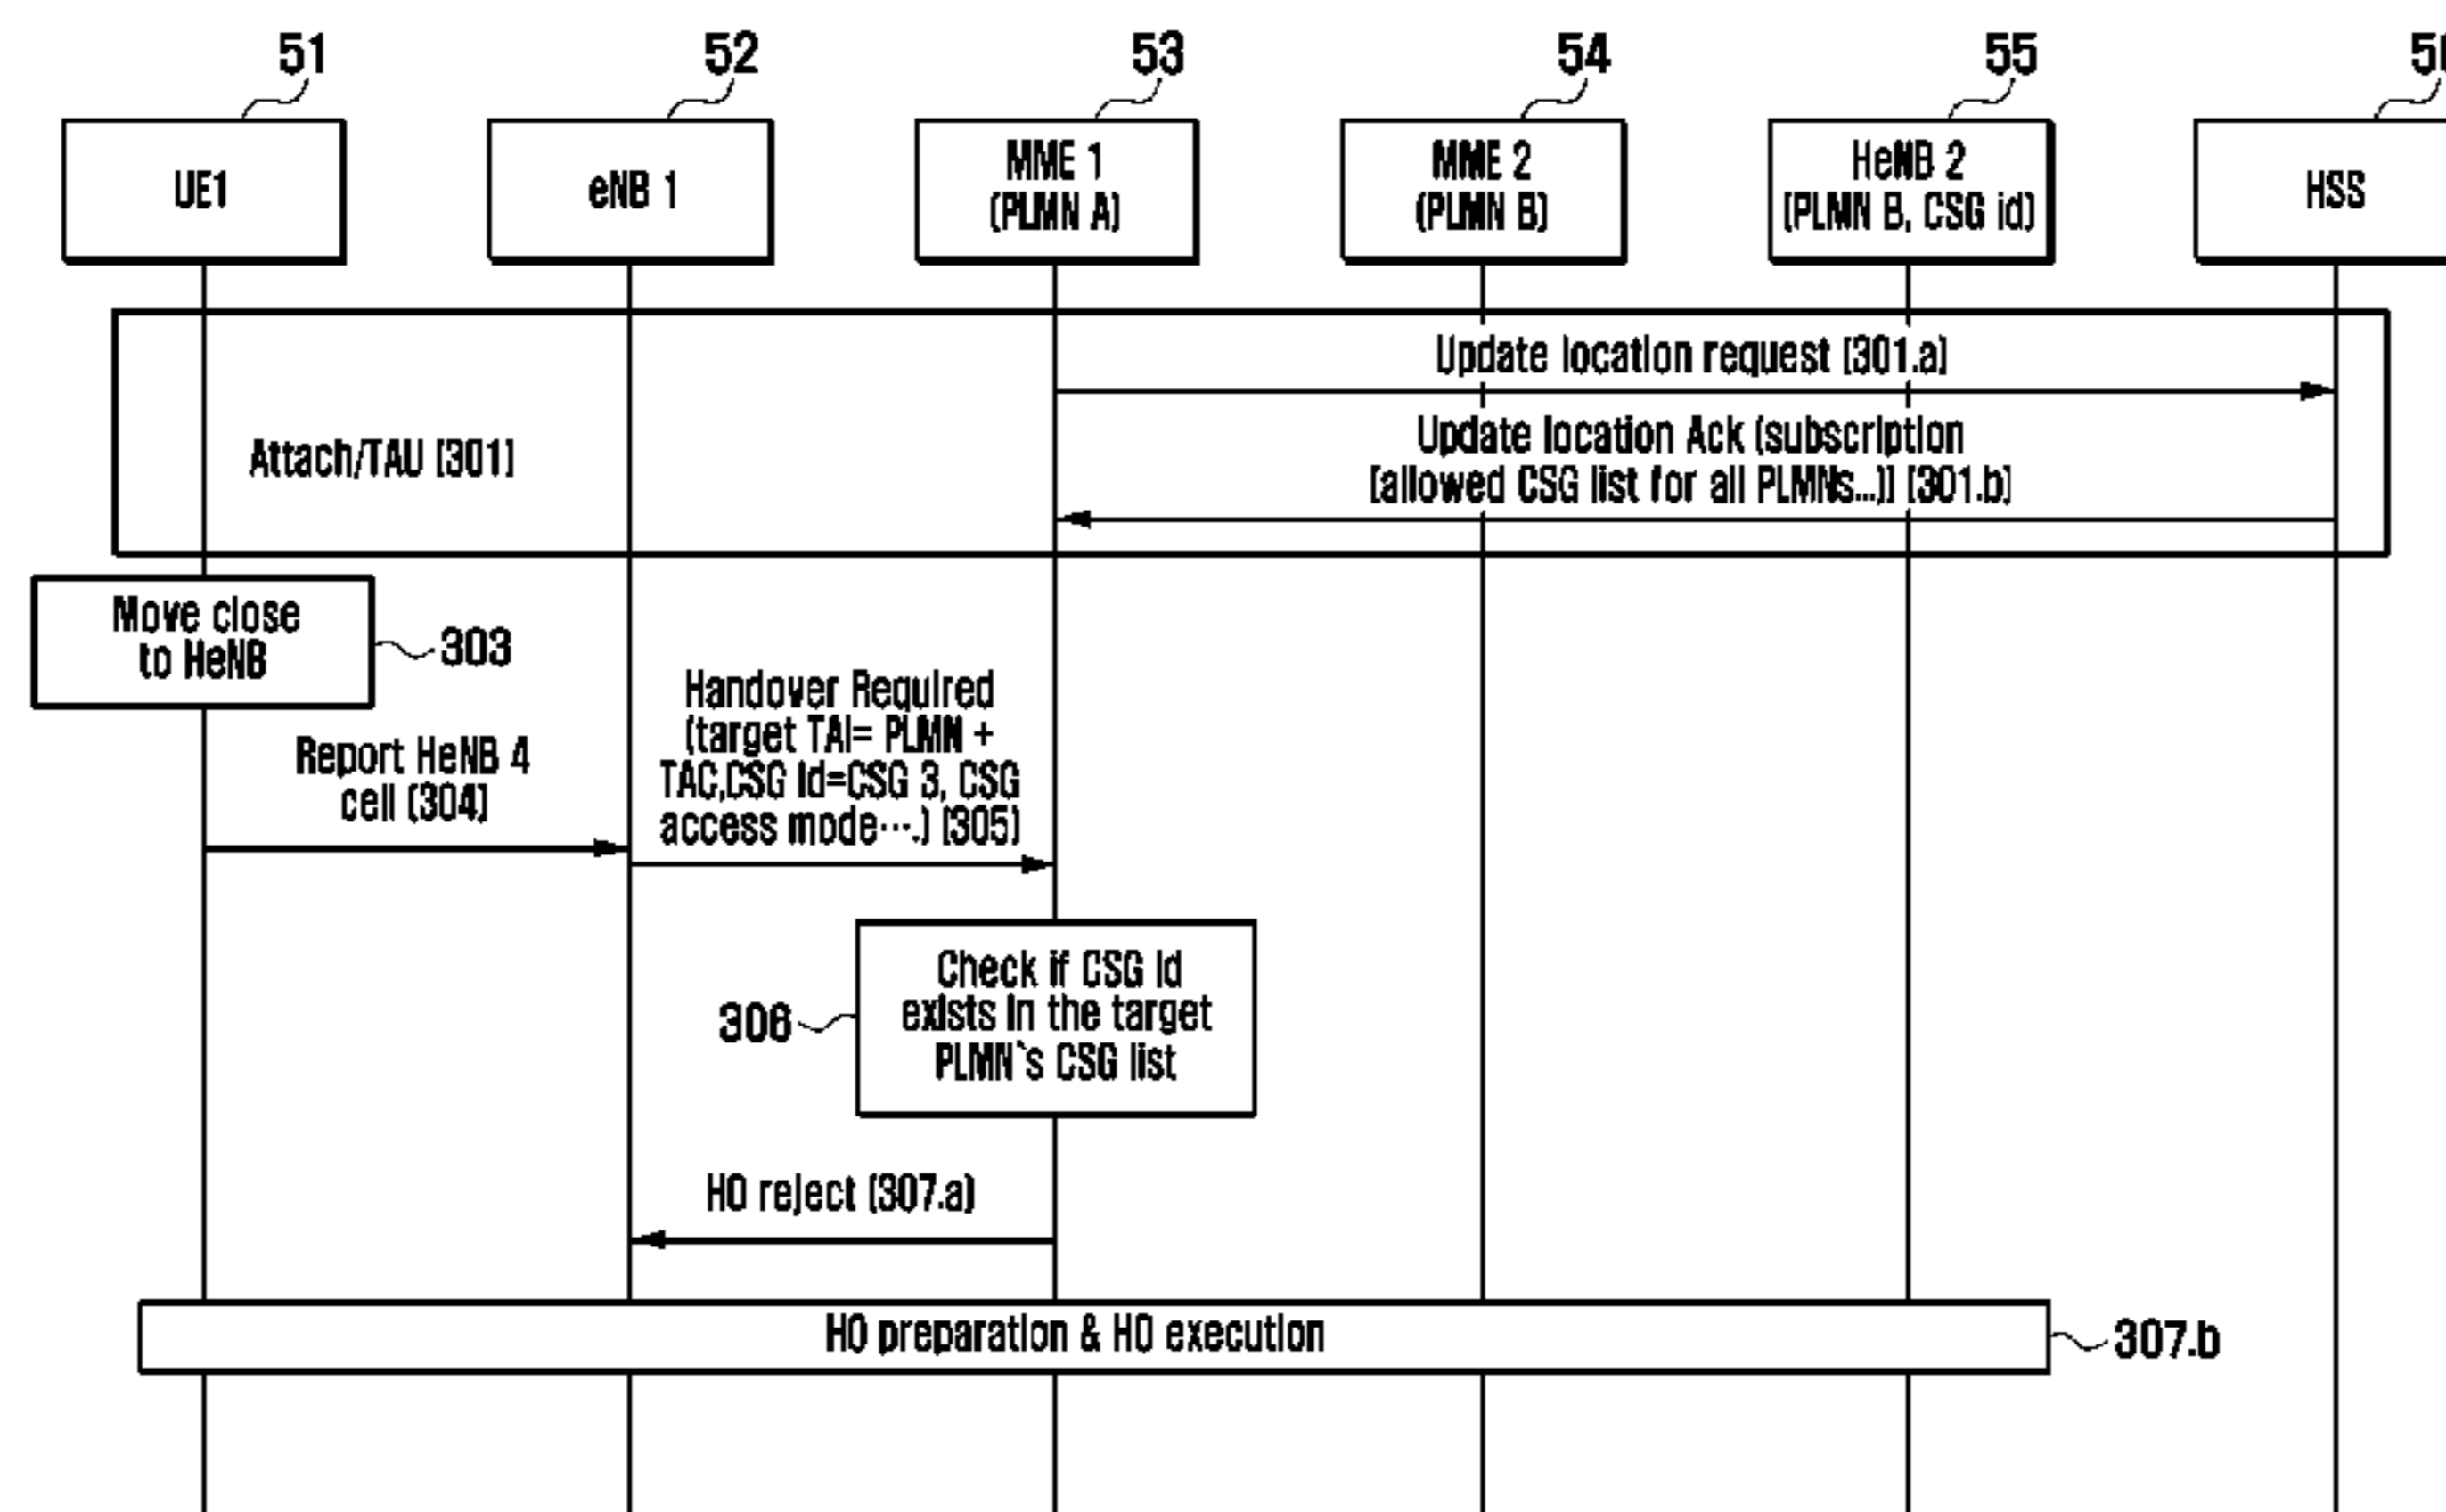 51
52
53
54
55
UE1
eNB 1
MME 1
(PLMN A)
MME 2
(PLMN B)
HeNB 2
(PLMN B, CSG id)
HSS
Update location request (301.a)
Update location Ack (subscription
(allowed CSG list for all PLMNs...)) (301.b)
Attach/TAU (301)
Move close
to HeNB
303
Report HeNB 4
cell (304)
Handover Required
(target TAI= PLMN +
TAC,CSG Id=CSG 3, CSG
access mode….) (305)
Check if CSG id
exists in the target
PLMN`s CSG list
306
HO reject (307.a)
HO preparation & HO execution
307.b